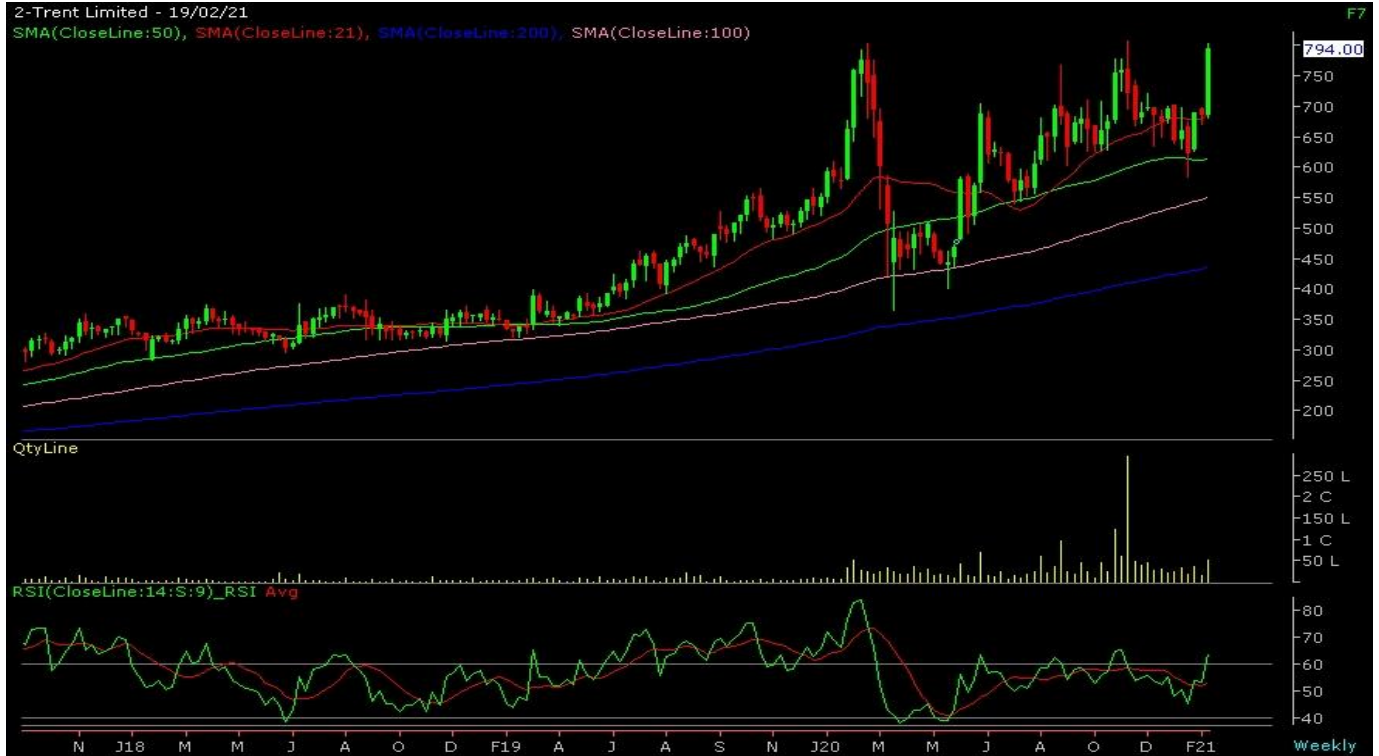 2-Trent Limited - 19/02/21
F7
SMA(CloseLine:50), SMA(CloseLine:21), SMA(CloseLine:200), SMA(CloseLine:100)
794.00
750
700
650
600
550
500
450
400
350
300
250
200
QtyLine
250 L
2 C
150 L
1 C
50 L
RSI(CloseLine:14:S:9)_RSI Avg
80
70
60
50
40
N J18 M M J A O D F19 A J A S N J20 M M J A O D F21
Weekly